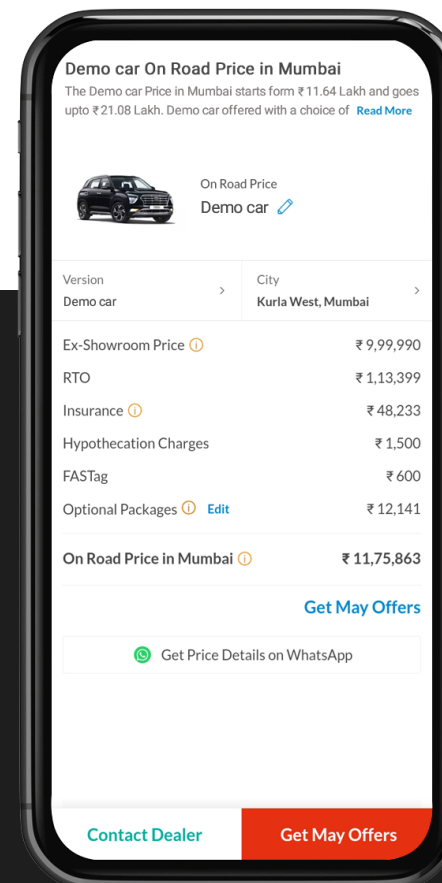 Demo car On Road Price in Mumbai
The Demo car Price in Mumbai starts form ₹11.64 Lakh and goes
upto ₹21.08 Lakh. Demo car offered with a choice of Read More
On Road Price
Demo car
Version
Demo car
City
Kurla West, Mumbai
Ex-Showroom Price ₹ 9,99,990
RTO ₹ 1,13,399
Insurance ₹ 48,233
Hypothecation Charges ₹ 1,500
FASTag ₹ 600
Optional Packages Edit ₹ 12,141
On Road Price in Mumbai ₹ 11,75,863
Get May Offers
Get Price Details on WhatsApp
Contact Dealer Get May Offers